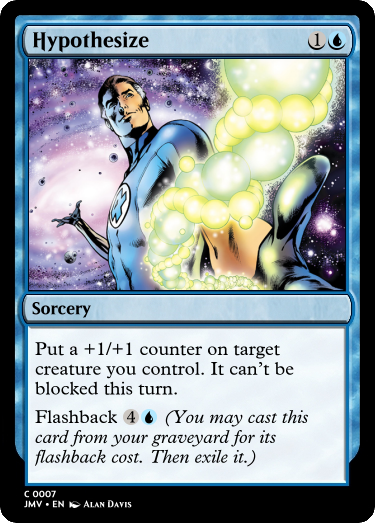 Hypothesize 1
Sorcery
Put a +1/+1 counter on target
creature you control. It can't be
blocked this turn.
Flashback 4 (You may cast this
card from your graveyard for its
flashback cost. Then exile it.)
C 0007
JMV • EN Alan Davis